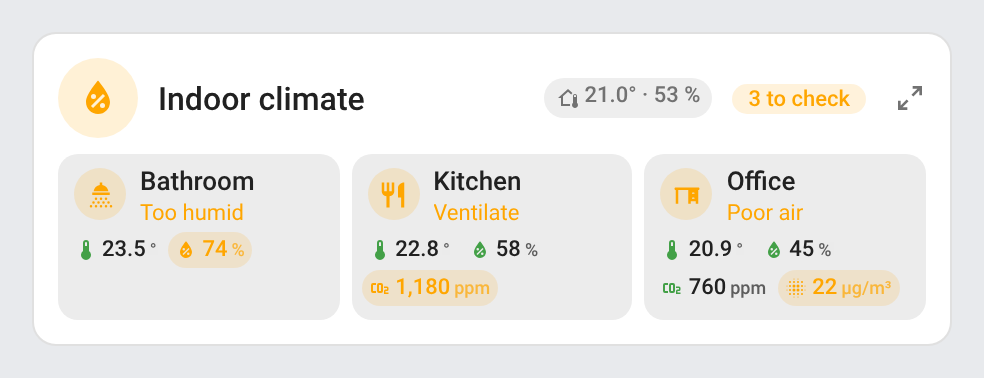 Indoor climate
21.0° · 53 %
3 to check
Bathroom
Too humid
23.5 °
74 %
Kitchen
Ventilate
22.8 °
58 %
CO₂ 1,180 ppm
Office
Poor air
20.9 °
45 %
CO₂ 760 ppm
22 µg/m³